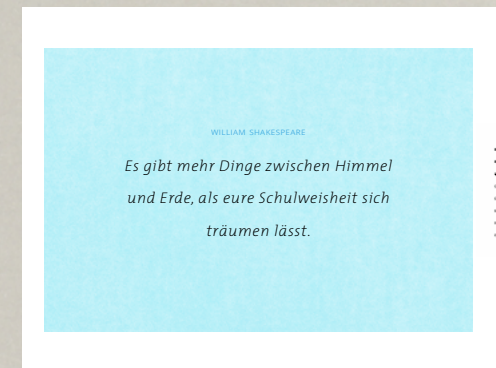 WILLIAM SHAKESPEARE
Es gibt mehr Dinge zwischen Himmel
und Erde, als eure Schulweisheit sich
träumen lässt.